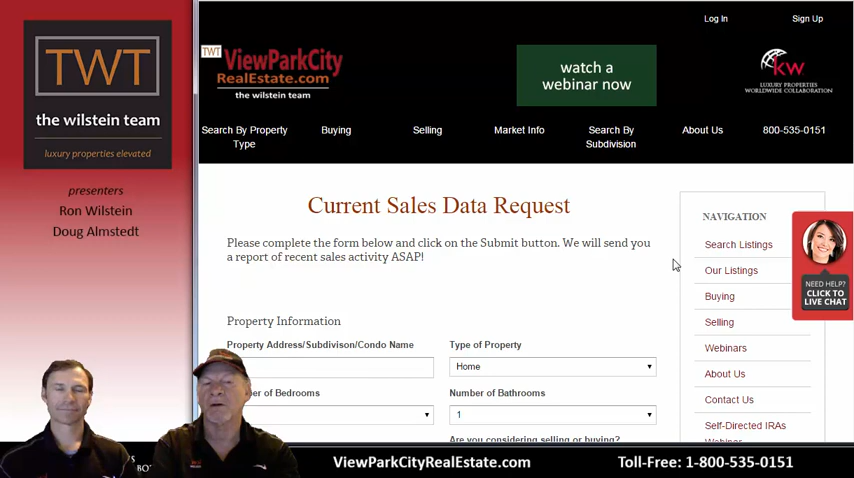 TWT
the wilstein team
luxury properties elevated
presenters
Ron Wilstein
Doug Almstedt
Log In
Sign Up
TWT ViewParkCity
RealEstate.com
the wilstein team
watch a
webinar now
kw
LUXURY PROPERTIES
WORLDWIDE COLLABORATION
Search By Property
Type
Buying
Selling
Market Info
Search By
Subdivision
About Us
800-535-0151
Current Sales Data Request
Please complete the form below and click on the Submit button. We will send you
a report of recent sales activity ASAP!
Property Information
Property Address/Subdivison/Condo Name
Type of Property
Home
er of Bedrooms
Number of Bathrooms
1
Are you considering selling or buying?
NAVIGATION
Search Listings
Our Listings
Buying
Selling
Webinars
About Us
Contact Us
Self-Directed IRAs
Webinar
NEED HELP?
CLICK TO
LIVE CHAT
ViewParkCityRealEstate.com
Toll-Free: 1-800-535-0151